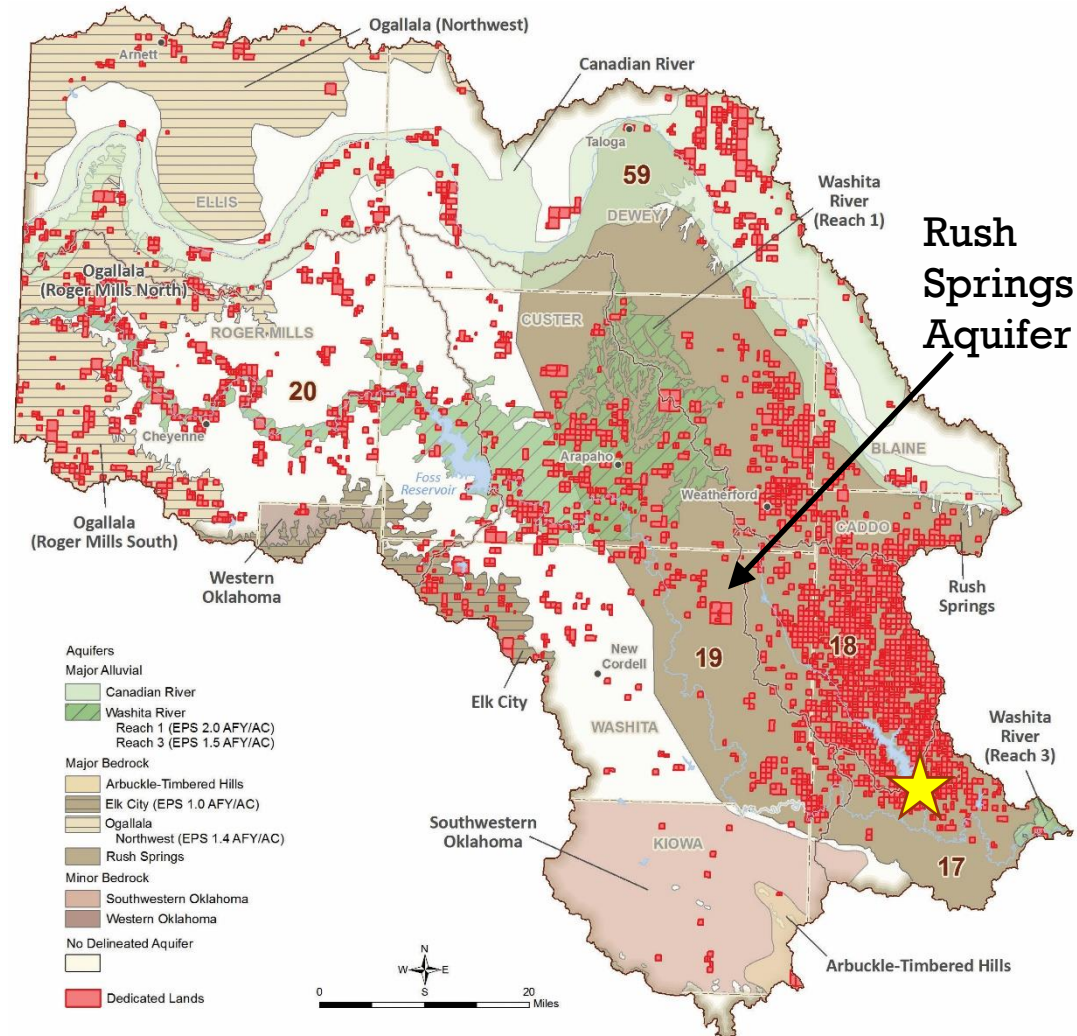 Ogallala (Northwest)
Arnett
Canadian River
Taloga
59
DEWEY
Washita
River
(Reach 1)
ELLIS
Rush
Springs
Aquifer
Ogallala
(Roger Mills North)
ROGER MILLS
CUSTER
20
Cheyenne
Foss
Reservoir
Arapaho
BLAINE
Weatherford
Ogallala
(Roger Mills South)
CADDO
Western
Oklahoma
Rush
Springs
19
18
New
Cordell
Elk City
WASHITA
Washita
River
(Reach 3)
Southwestern
Oklahoma
KIOWA
17
Arbuckle-Timbered Hills
Aquifers
Major Alluvial
Canadian River
Washita River
Reach 1 (EPS 2.0 AFY/AC)
Reach 3 (EPS 1.5 AFY/AC)
Major Bedrock
Arbuckle-Timbered Hills
Elk City (EPS 1.0 AFY/AC)
Ogallala
Northwest (EPS 1.4 AFY/AC)
Rush Springs
Minor Bedrock
Southwestern Oklahoma
Western Oklahoma
No Delineated Aquifer
Dedicated Lands
N
W E
S
0 20
Miles